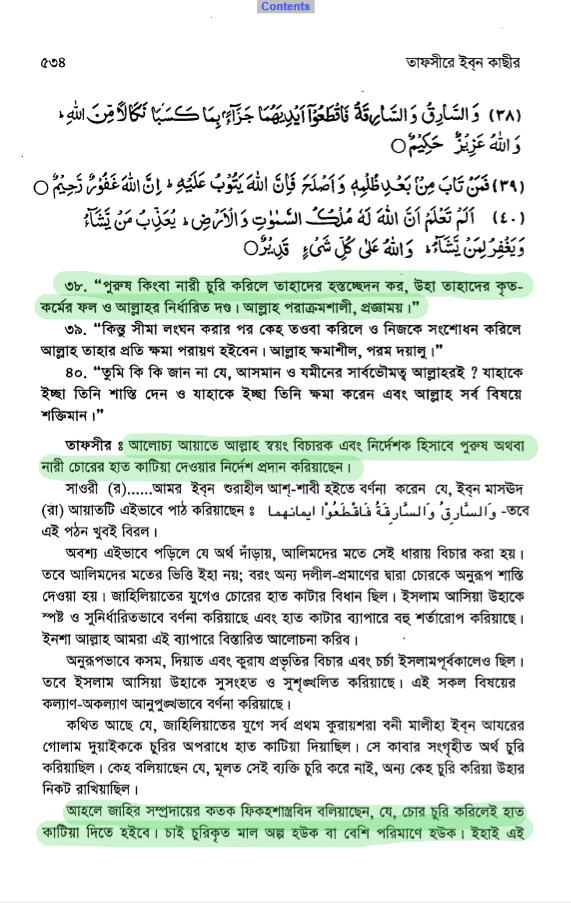 Contents
৫৩৪ তাফসীরে ইব্‌ন কাছীর
(٣٨) وَالسَّارِقُ وَالسَّارِقَةُ فَاقْطَعُوْٓا اَيْدِيَهُمَا جَزَآءًۢ بِمَا كَسَبَا نَكَالًا مِّنَ اللّٰهِ ؕ
وَاللّٰهُ عَزِيْزٌ حَكِيْمٌ ○
(٣٩) فَمَنْ تَابَ مِنْۢ بَعْدِ ظُلْمِهٖ وَاَصْلَحَ فَاِنَّ اللّٰهَ يَتُوْبُ عَلَيْهِ ؕ اِنَّ اللّٰهَ غَفُوْرٌ رَّحِيْمٌ ○
(٤٠) اَلَمْ تَعْلَمْ اَنَّ اللّٰهَ لَهٗ مُلْكُ السَّمٰوٰتِ وَالْاَرْضِ ؕ يُعَذِّبُ مَنْ يَّشَآءُ
وَيَغْفِرُ لِمَنْ يَّشَآءُ ؕ وَاللّٰهُ عَلٰى كُلِّ شَىْءٍ قَدِيْرٌ ○
৩৮. “পুরুষ কিংবা নারী চুরি করিলে তাহাদের হস্তচ্ছেদন কর, উহা তাহাদের কৃত-
কর্মের ফল ও আল্লাহর নির্ধারিত দণ্ড। আল্লাহ পরাক্রমশালী, প্রজ্ঞাময়।”
৩৯. “কিন্তু সীমা লংঘন করার পর কেহ তওবা করিলে ও নিজকে সংশোধন করিলে
আল্লাহ তাহার প্রতি ক্ষমা পরায়ণ হইবেন। আল্লাহ ক্ষমাশীল, পরম দয়ালু।”
৪০. “তুমি কি কি জান না যে, আসমান ও যমীনের সার্বভৌমত্ব আল্লাহরই ? যাহাকে
ইচ্ছা তিনি শাস্তি দেন ও যাহাকে ইচ্ছা তিনি ক্ষমা করেন এবং আল্লাহ সর্ব বিষয়ে
শক্তিমান।”
তাফসীর ঃ আলোচ্য আয়াতে আল্লাহ স্বয়ং বিচারক এবং নির্দেশক হিসাবে পুরুষ অথবা
নারী চোরের হাত কাটিয়া দেওয়ার নির্দেশ প্রদান করিয়াছেন।
সাওরী (র)......আমর ইব্‌ন শুরাহীল আশ্‌-শাবী হইতে বর্ণনা করেন যে, ইব্‌ন মাসঊদ
(রা) আয়াতটি এইভাবে পাঠ করিয়াছেন ঃ وَالسَّارِقُ وَالسَّارِقَةُ فَاقْطَعُوْا ايمانهما -তবে
এই পঠন খুবই বিরল।
অবশ্য এইভাবে পড়িলে যে অর্থ দাঁড়ায়, আলিমদের মতে সেই ধারায় বিচার করা হয়।
তবে আলিমদের মতের ভিত্তি ইহা নয়; বরং অন্য দলীল-প্রমাণের দ্বারা চোরকে অনুরূপ শাস্তি
দেওয়া হয়। জাহিলিয়াতের যুগেও চোরের হাত কাটার বিধান ছিল। ইসলাম আসিয়া উহাকে
স্পষ্ট ও সুনির্ধারিতভাবে বর্ণনা করিয়াছে এবং হাত কাটার ব্যাপারে বহু শর্তারোপ করিয়াছে।
ইনশা আল্লাহ আমরা এই ব্যাপারে বিস্তারিত আলোচনা করিব।
অনুরূপভাবে কসম, দিয়াত এবং কুরায প্রভৃতির বিচার এবং চর্চা ইসলামপূর্বকালেও ছিল।
তবে ইসলাম আসিয়া উহাকে সুসংহত ও সুশৃঙ্খলিত করিয়াছে। এই সকল বিষয়ের
কল্যাণ-অকল্যাণ আনুপুঙ্খভাবে বর্ণনা করিয়াছে।
কথিত আছে যে, জাহিলিয়াতের যুগে সর্ব প্রথম কুরায়শরা বনী মালীহা ইব্‌ন আযরের
গোলাম দুয়াইককে চুরির অপরাধে হাত কাটিয়া দিয়াছিল। সে কাবার সংগৃহীত অর্থ চুরি
করিয়াছিল। কেহ বলিয়াছেন যে, মূলত সেই ব্যক্তি চুরি করে নাই, অন্য কেহ চুরি করিয়া উহার
নিকট রাখিয়াছিল।
আহলে জাহির সম্প্রদায়ের কতক ফিকহশাস্ত্রবিদ বলিয়াছেন, যে, চোর চুরি করিলেই হাত
কাটিয়া দিতে হইবে। চাই চুরিকৃত মাল অল্প হউক বা বেশি পরিমাণে হউক। ইহাই এই